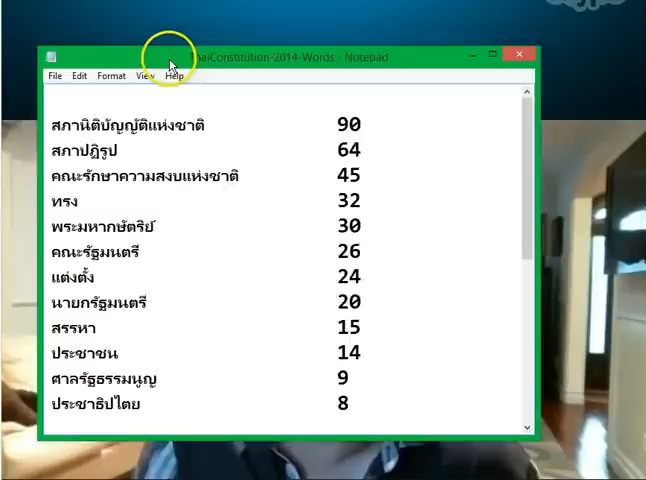 ThaiConstitution-2014-Words - Notepad
File Edit Format View Help
สภานิติบัญญัติแห่งชาติ 90
สภาปฏิรูป 64
คณะรักษาความสงบแห่งชาติ 45
ทรง 32
พระมหากษัตริย์ 30
คณะรัฐมนตรี 26
แต่งตั้ง 24
นายกรัฐมนตรี 20
สรรหา 15
ประชาชน 14
ศาลรัฐธรรมนูญ 9
ประชาธิปไตย 8